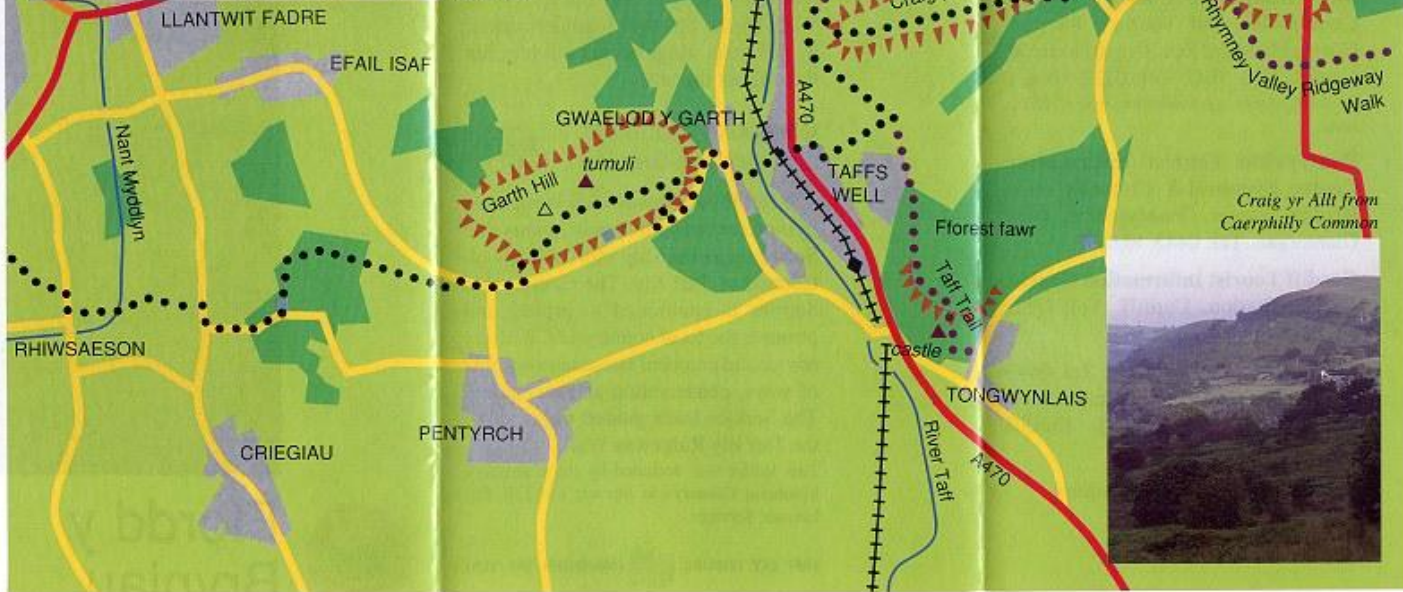 LLANTWIT FADRE
EFAIL ISAF
Nant Myddlyn
GWAELOD Y GARTH
tumuli
Garth Hill
A470
TAFFS
WELL
Rhymney
Valley Ridgeway
Walk
Craig yr Allt from
Caerphilly Common
Fforest fawr
Taff Trail
castle
TONGWYNLAIS
RHIWSAESON
PENTYRCH
CRIEGIAU
River Taff
A470